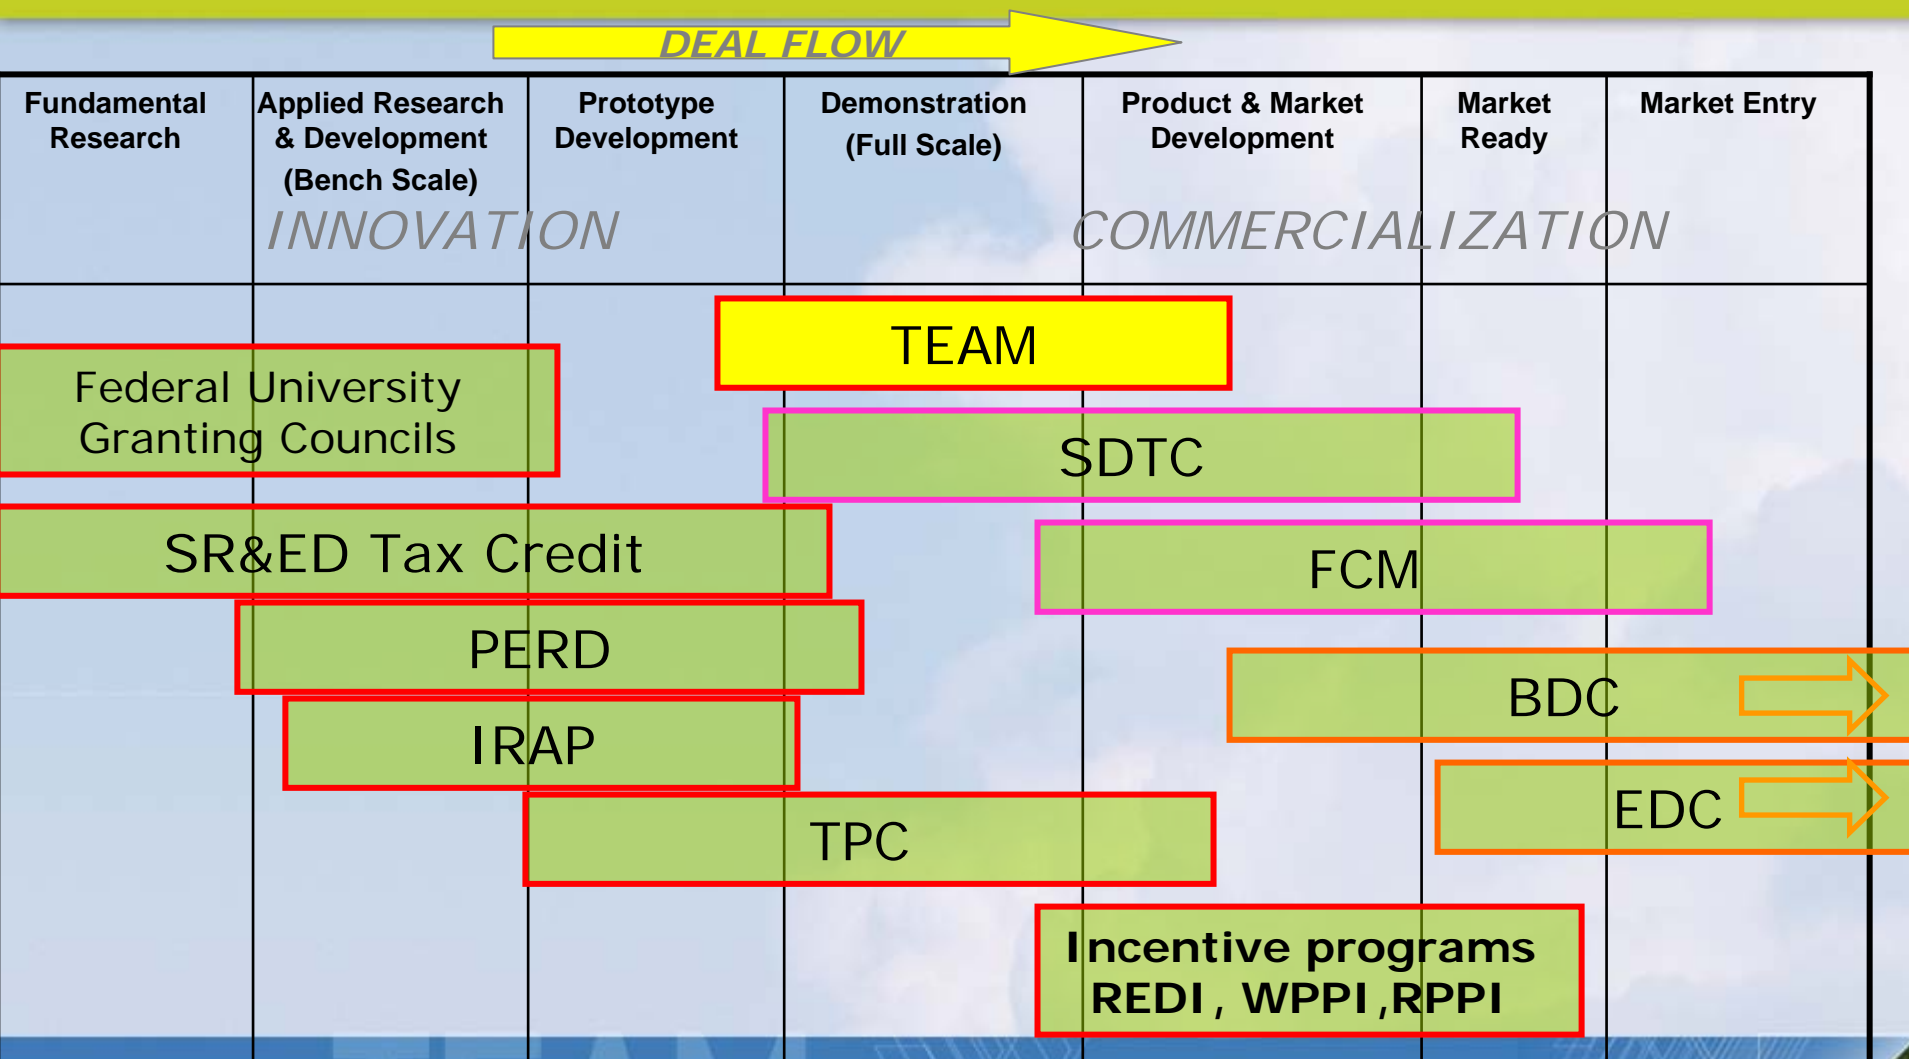 DEAL FLOW
Fundamental
Research
Applied Research
& Development
(Bench Scale)
Prototype
Development
Demonstration
(Full Scale)
Product & Market
Development
Market
Ready
Market Entry
INNOVATION
COMMERCIALIZATION
TEAM
Federal University
Granting Councils
SDTC
SR&ED Tax Credit
FCM
PERD
BDC
IRAP
EDC
TPC
Incentive programs
REDI, WPPI,RPPI
TEAM